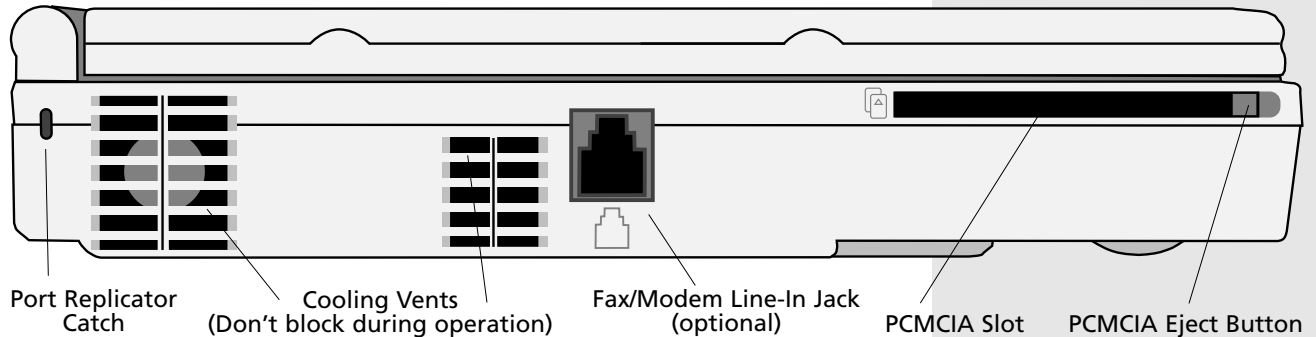 Port Replicator
Catch
Cooling Vents
(Don't block during operation)
Fax/Modem Line-In Jack
(optional)
PCMCIA Slot
PCMCIA Eject Button